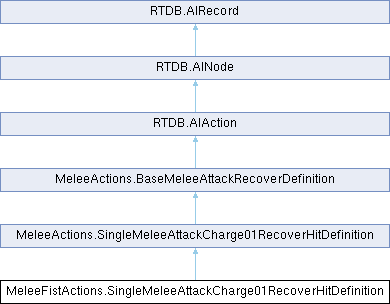 RTDB.AIRecord
RTDB.AINode
RTDB.AIAction
MeleeActions.BaseMeleeAttackRecoverDefinition
MeleeActions.SingleMeleeAttackCharge01RecoverHitDefinition
MeleeFistActions.SingleMeleeAttackCharge01RecoverHitDefinition